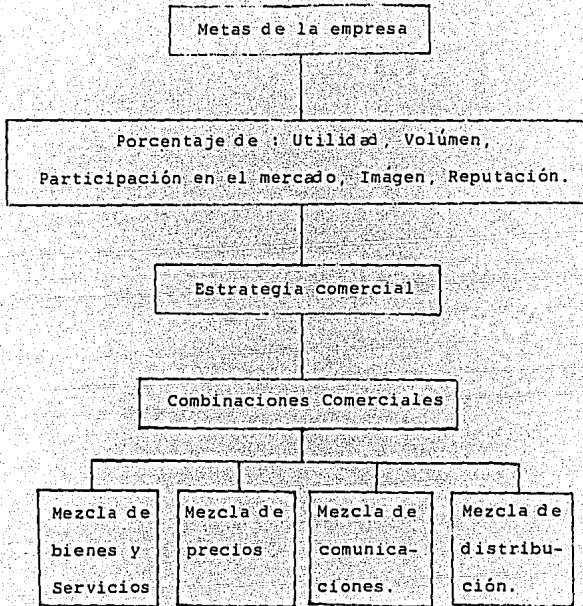 Metas de la empresa
Porcentaje de : Utilidad, Volúmen,
Participación en el mercado, Imágen, Reputación.
Estrategia comercial
Combinaciones Comerciales
Mezcla de
bienes y
Servicios
Mezcla de
precios
Mezcla de
comunica-
ciones.
Mezcla de
distribu-
ción.